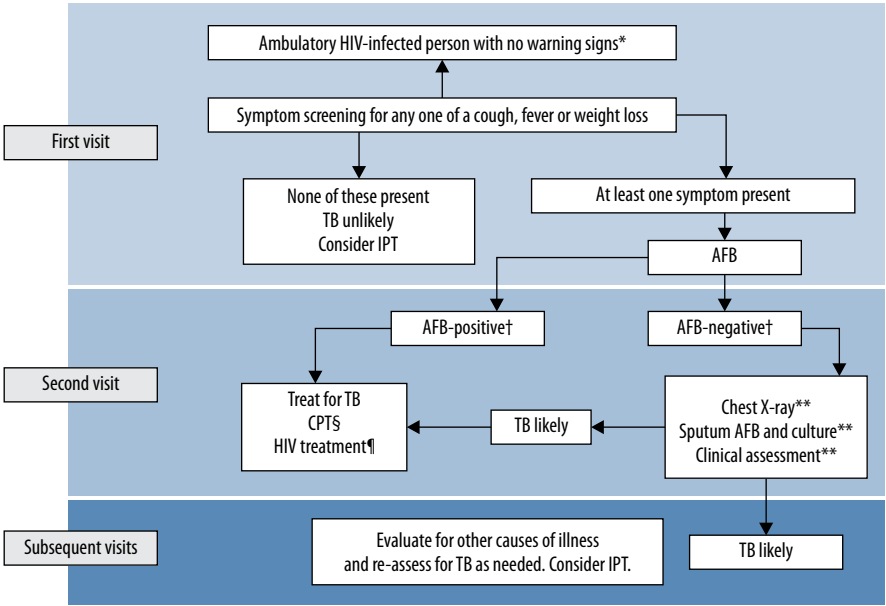 Ambulatory HIV-infected person with no warning signs*
Symptom screening for any one of a cough, fever or weight loss
First visit
None of these present
TB unlikely
Consider IPT
At least one symptom present
AFB
AFB-positive†
AFB-negative†
Second visit
Treat for TB
CPT§
HIV treatment¶
TB likely
Chest X-ray**
Sputum AFB and culture**
Clinical assessment**
Subsequent visits
Evaluate for other causes of illness
and re-assess for TB as needed. Consider IPT.
TB likely